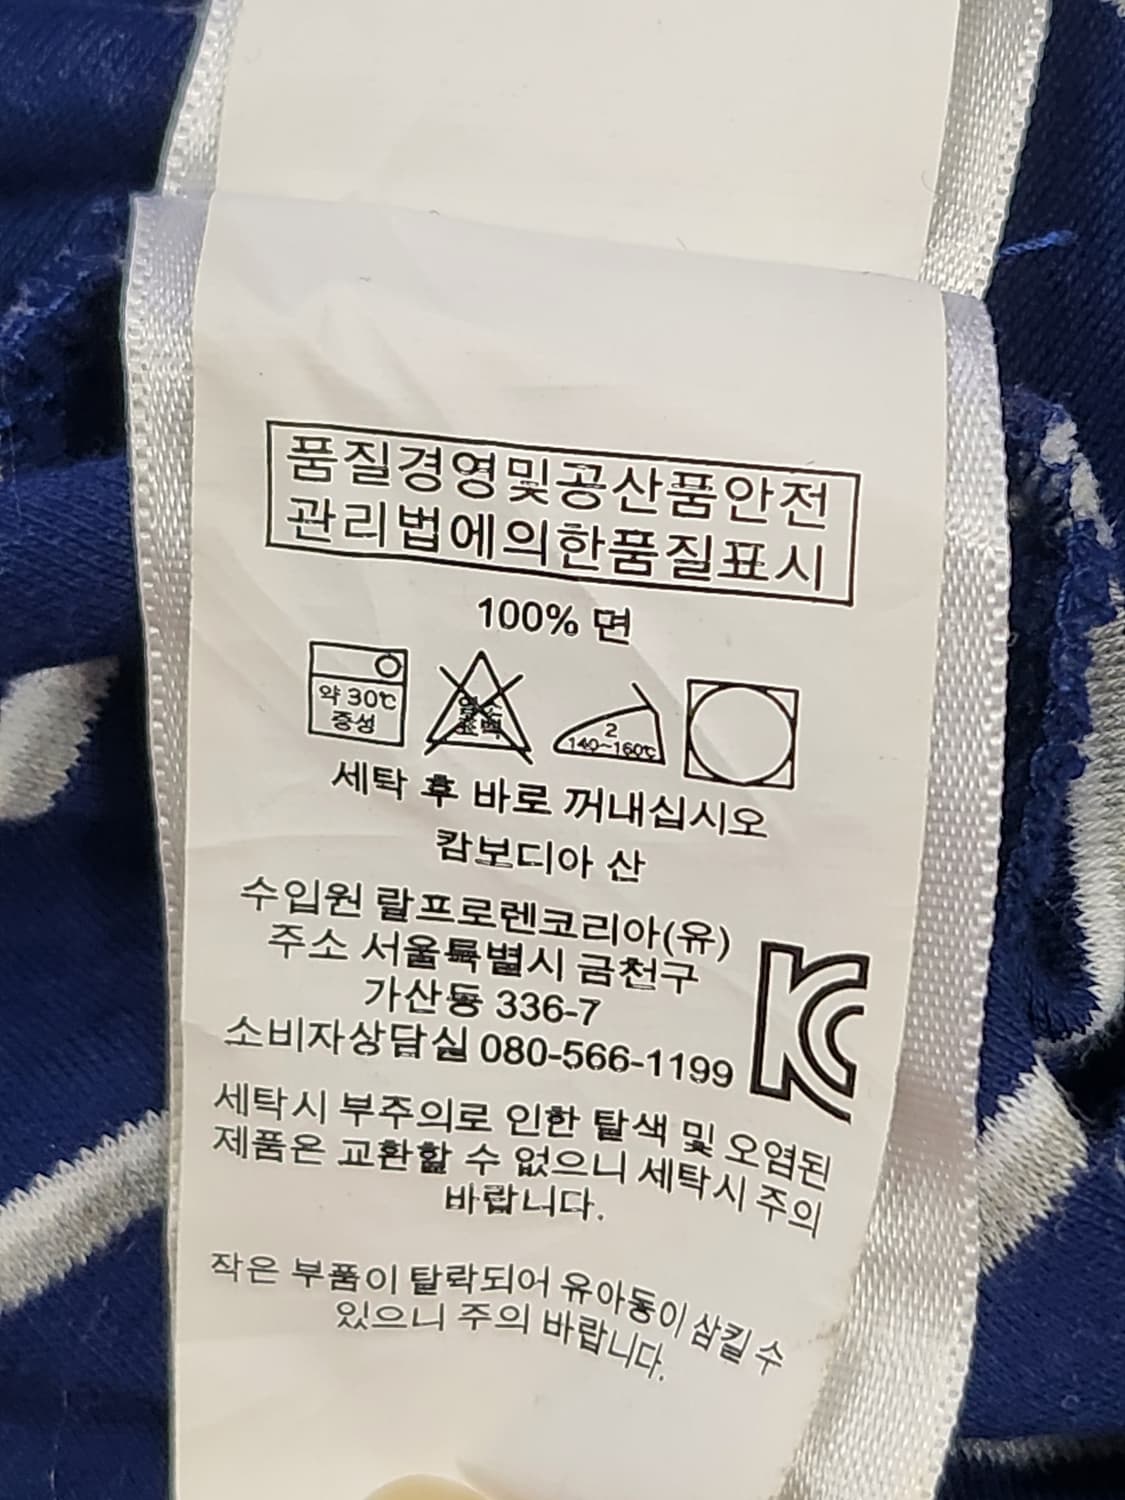 품질경영및공산품안전
관리법에의한품질표시
100% 면
약 30℃
중성
염소
표백
2
140~160℃
세탁 후 바로 꺼내십시오
캄보디아 산
수입원 랄프로렌코리아(유)
주소 서울특별시 금천구
가산동 336-7
소비자상담실 080-566-1199
세탁시 부주의로 인한 탈색 및 오염된
제품은 교환할 수 없으니 세탁시 주의
바랍니다.
작은 부품이 탈락되어 유아동이 삼킬 수
있으니 주의 바랍니다.